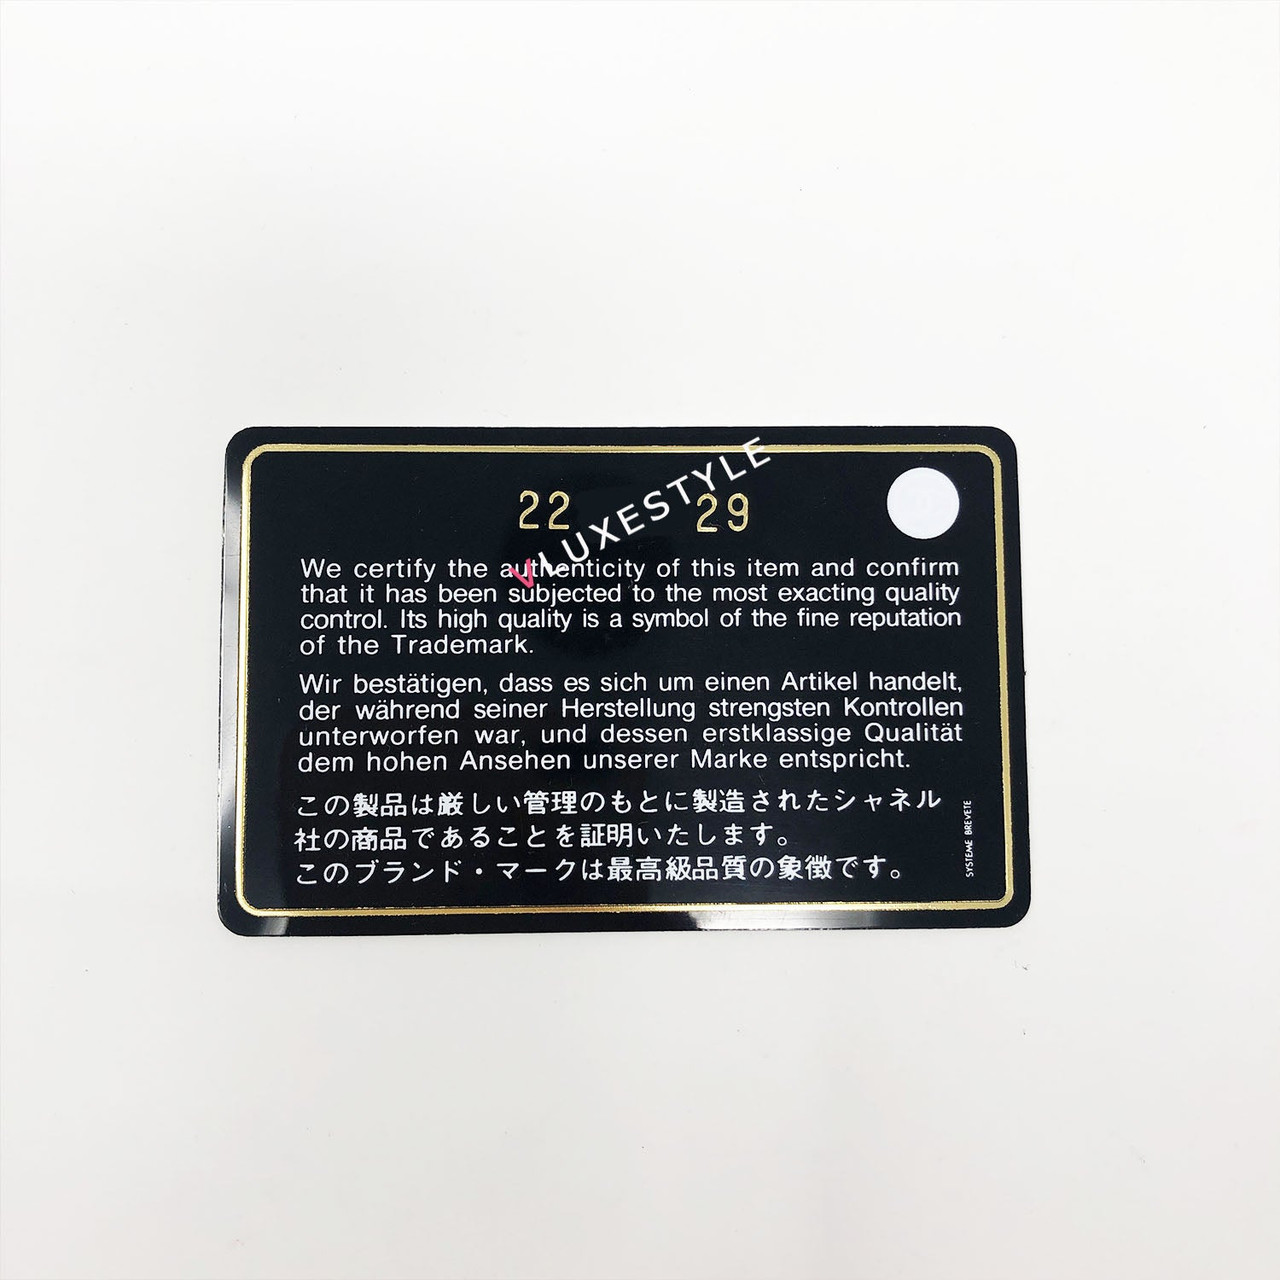 22 29
VLUXESTYLE
We certify the authenticity of this item and confirm
that it has been subjected to the most exacting quality
control. Its high quality is a symbol of the fine reputation
of the Trademark.
Wir bestätigen, dass es sich um einen Artikel handelt,
der während seiner Herstellung strengsten Kontrollen
unterworfen war, und dessen erstklassige Qualität
dem hohen Ansehen unserer Marke entspricht.
この製品は厳しい管理のもとに製造されたシャネル
社の商品であることを証明いたします。
このブランド・マークは最高級品質の象徴です。
SYSTEME BREVETE